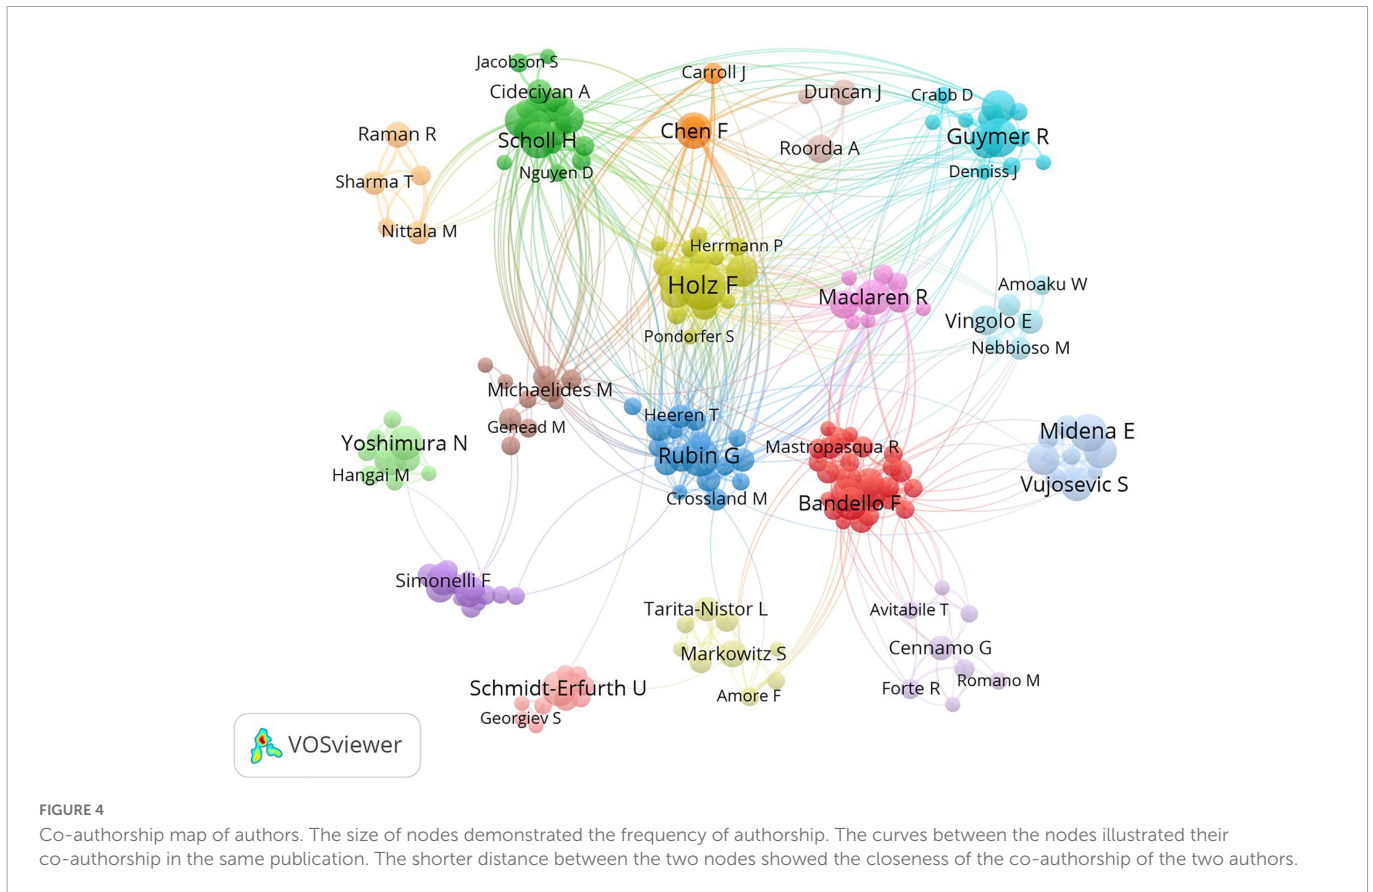 Jacobson S
Carroll J
Cideciyan A
Duncan J
Crabb D
Raman R
Chen F
Scholl H
Guymer R
Roorda A
Nguyen D
Denniss J
Sharma T
Nittala M
Herrmann P
Holz F
Amoaku W
Maclaren R
Vingolo E
Pondorfer S
Nebbioso M
Michaelides M
Heeren T
Genead M
Midena E
Yoshimura N
Mastropasqua R
Rubin G
Hangai M
Vujosevic S
Crossland M
Bandello F
Simonelli F
Tarita-Nistor L
Avitabile T
Cennamo G
Markowitz S
Romano M
Schmidt-Erfurth U
Forte R
Amore F
Georgiev S
VOSviewer
FIGURE 4
Co-authorship map of authors. The size of nodes demonstrated the frequency of authorship. The curves between the nodes illustrated their
co-authorship in the same publication. The shorter distance between the two nodes showed the closeness of the co-authorship of the two authors.